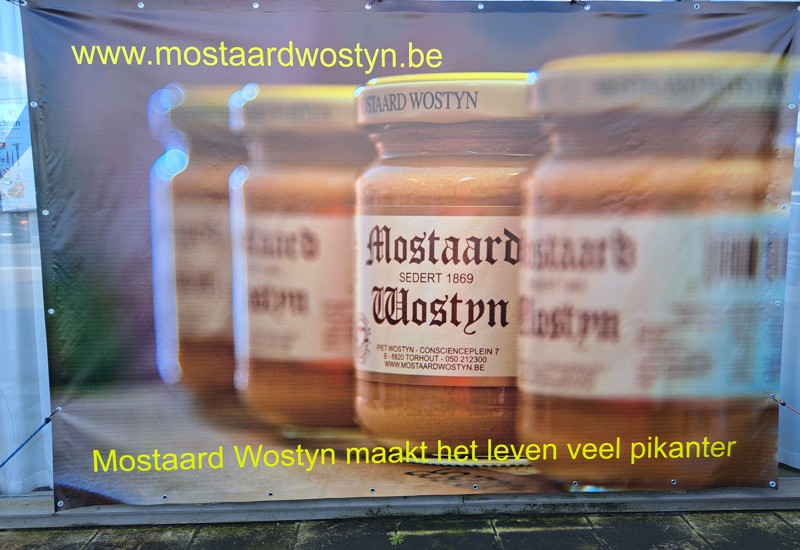 www.mostaardwostyn.be
STAARD WOSTYN
Mostaard
SEDERT 1869
Wostyn
PIET WOSTYN - CONSCIENCEPLEIN 7
B - 8820 TORHOUT - 050 212300
WWW.MOSTAARDWOSTYN.BE
Mostaard Wostyn maakt het leven veel pikanter